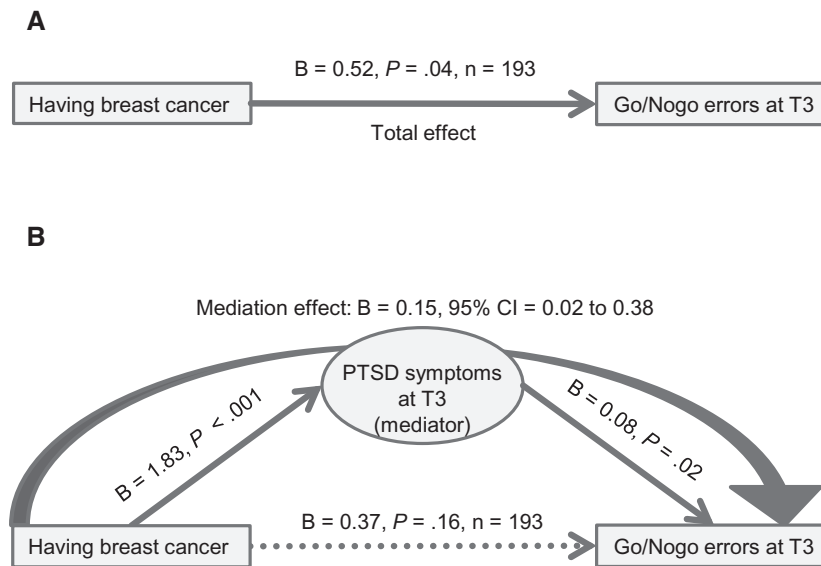 A
B = 0.52, P = .04, n = 193
Having breast cancer
Go/Nogo errors at T3
Total effect
B
Mediation effect: B = 0.15, 95% CI = 0.02 to 0.38
PTSD symptoms
at T3
(mediator)
B = 1.83, P < .001
B = 0.08, P = .02
B = 0.37, P = .16, n = 193
Having breast cancer
Go/Nogo errors at T3